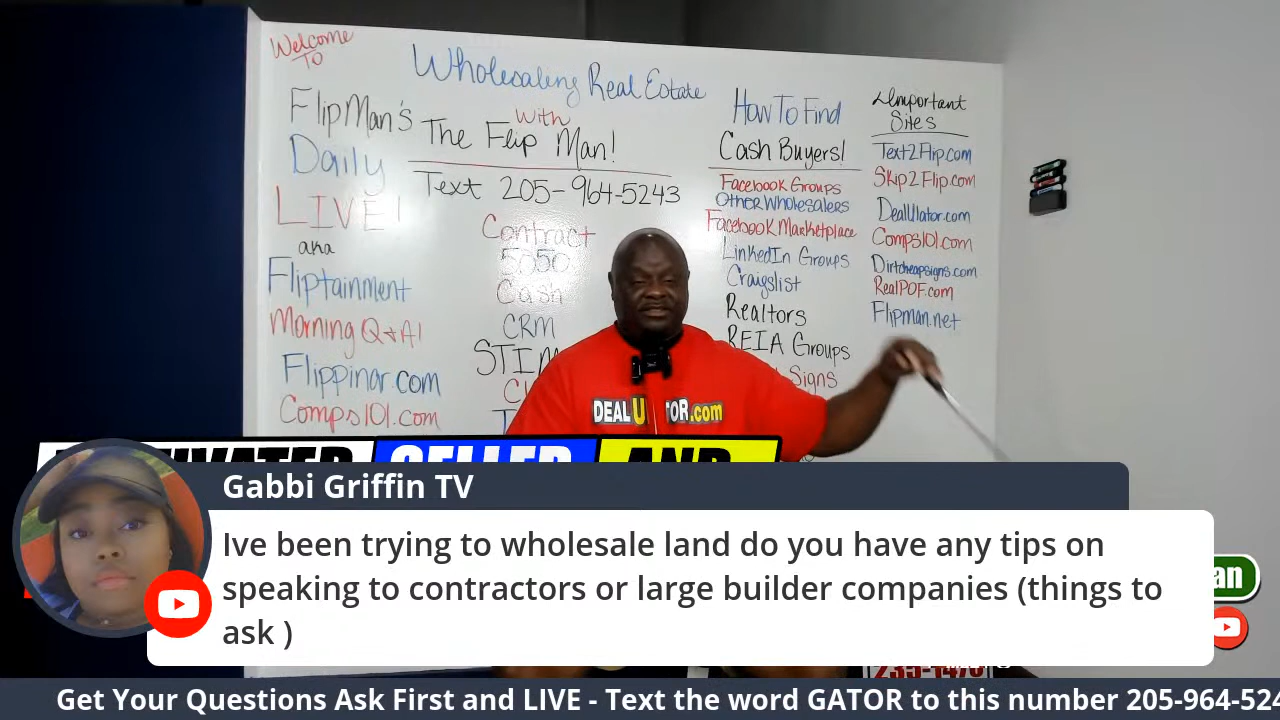 Welcome
To
FlipMan's
Daily
LIVE!
aka
Fliptainment
Morning Q & A!
Flippinar.com
Comps101.com
Wholesaling Real Estate
With
The Flip Man!
Text 205-964-5243
Contract
5050
Cash
CRM
How To Find
Cash Buyers!
Facebook Groups
Other Wholesalers
Facebook Marketplace
LinkedIn Groups
Craigslist
Realtors
REIA Groups
Signs
Important
Sites
Text2Flip.com
Skip2Flip.com
DealUlator.com
Comps101.com
Dirtcheapsigns.com
RealPOF.com
Flipman.net
SELLER AND
Gabbi Griffin TV
Ive been trying to wholesale land do you have any tips on
speaking to contractors or large builder companies (things to
ask )
Get Your Questions Ask First and LIVE - Text the word GATOR to this number 205-964-524